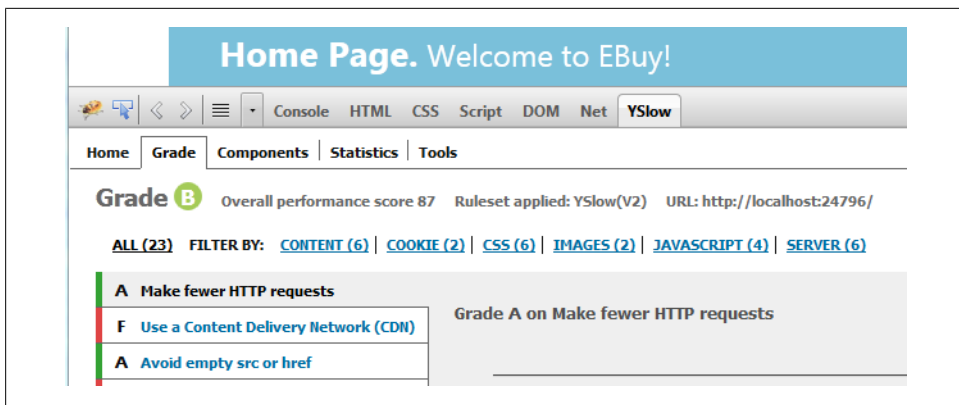 Home Page. Welcome to EBuy!
Console HTML CSS Script DOM Net YSlow
Home Grade Components Statistics Tools
Grade B Overall performance score 87 Ruleset applied: YSlow(V2) URL: http://localhost:24796/
ALL (23) FILTER BY: CONTENT (6) | COOKIE (2) | CSS (6) | IMAGES (2) | JAVASCRIPT (4) | SERVER (6)
A Make fewer HTTP requests
Grade A on Make fewer HTTP requests
F Use a Content Delivery Network (CDN)
A Avoid empty src or href